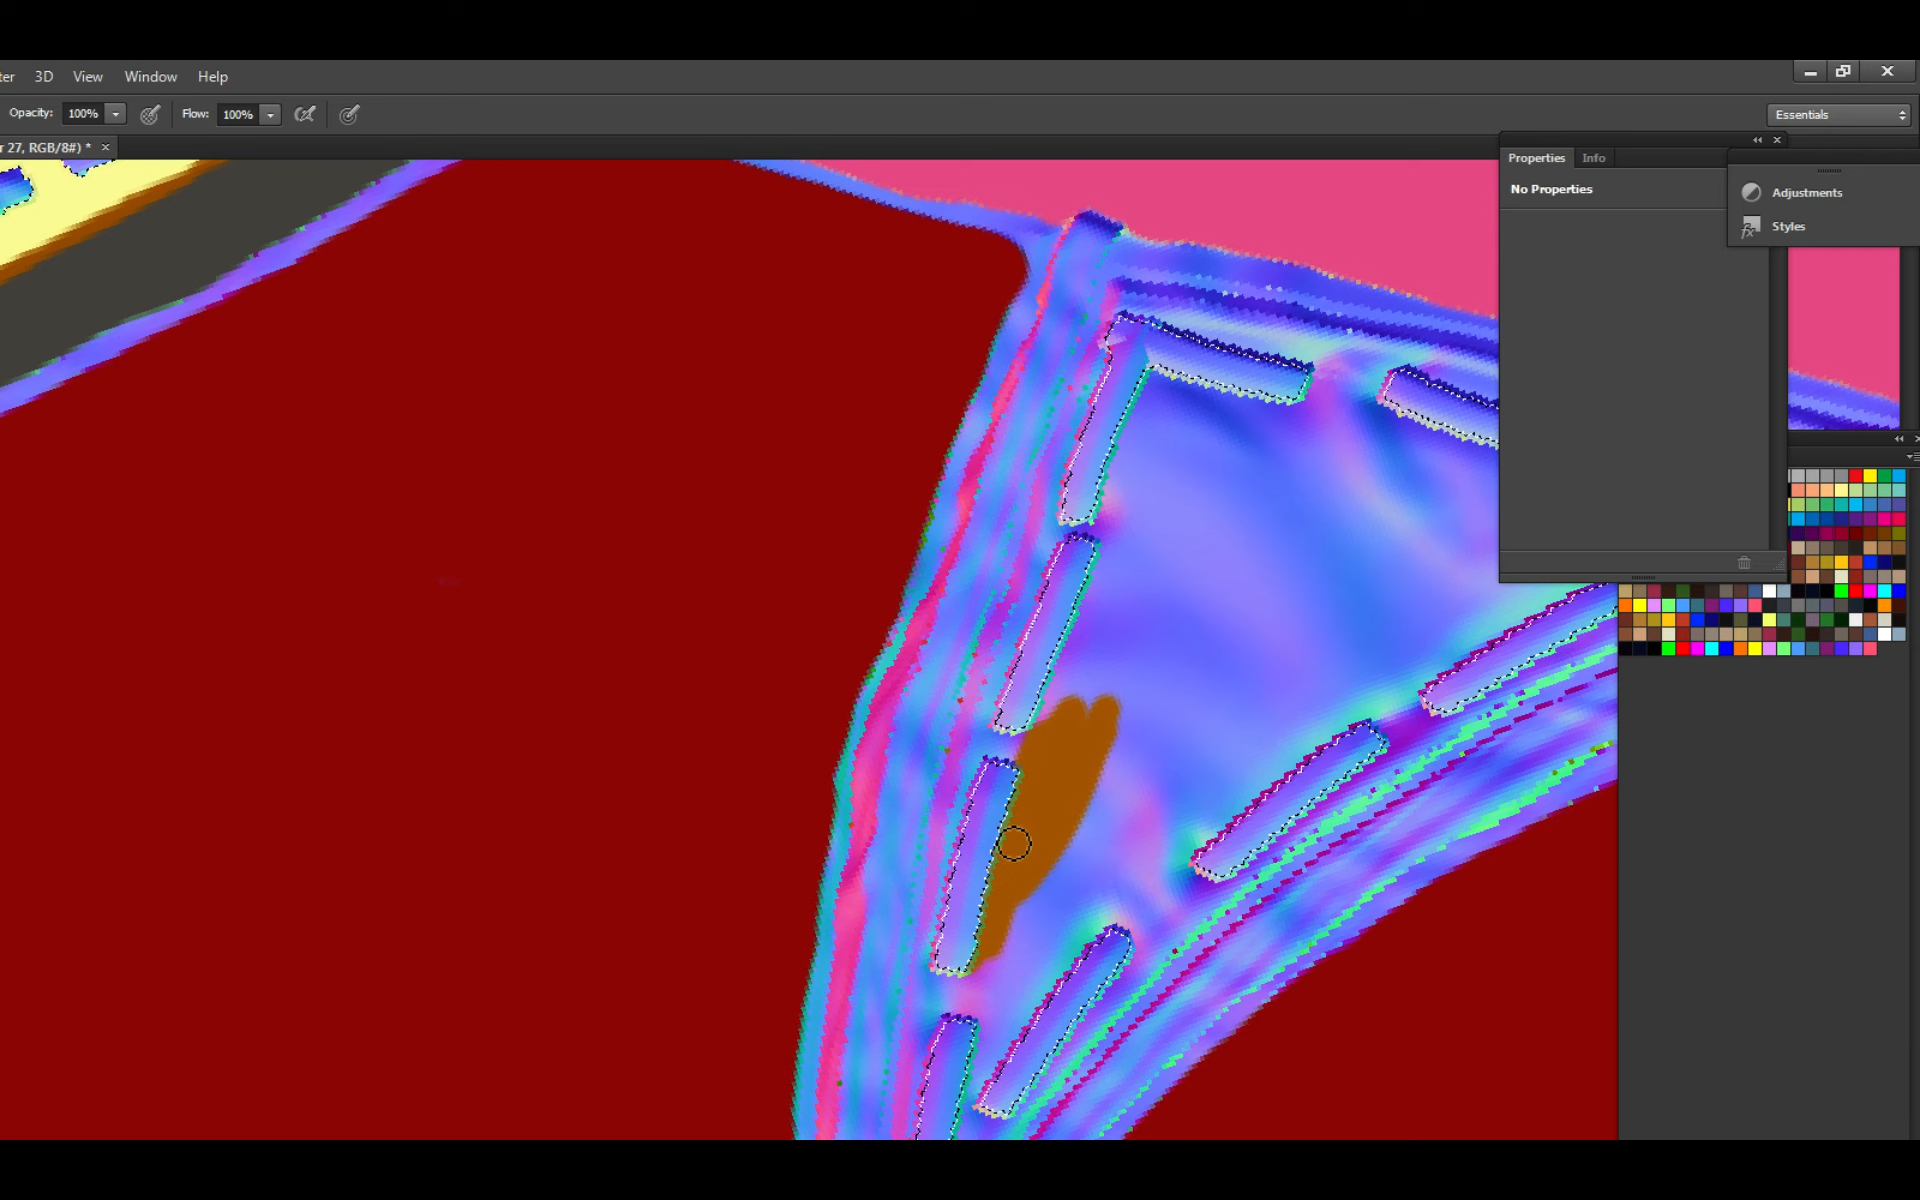 ter 3D View Window Help
Opacity: 100% Flow: 100% Essentials
r 27, RGB/8#) * ×
Properties Info
No Properties
Adjustments
Styles